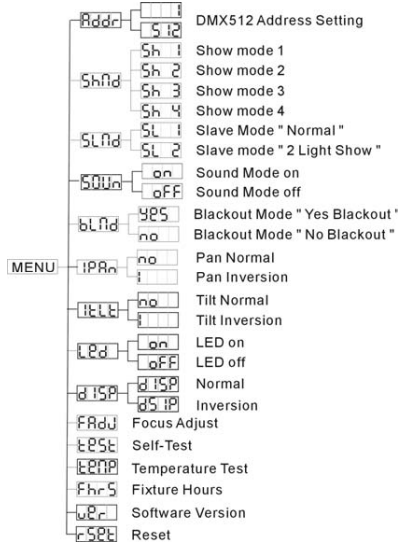 Addr 1
512 DMX512 Address Setting
ShMd Sh 1 Show mode 1
Sh 2 Show mode 2
Sh 3 Show mode 3
Sh 4 Show mode 4
SLMd SL 1 Slave Mode " Normal "
SL 2 Slave mode " 2 Light Show "
SOUn on Sound Mode on
oFF Sound Mode off
bLMd YES Blackout Mode " Yes Blackout "
no Blackout Mode " No Blackout "
MENU
1PAn no Pan Normal
1 Pan Inversion
1tLt no Tilt Normal
1 Tilt Inversion
Led on LED on
oFF LED off
dISP dISP Normal
dSIP Inversion
FAdJ Focus Adjust
tESt Self-Test
tEMP Temperature Test
FhrS Fixture Hours
vEr Software Version
rSEt Reset